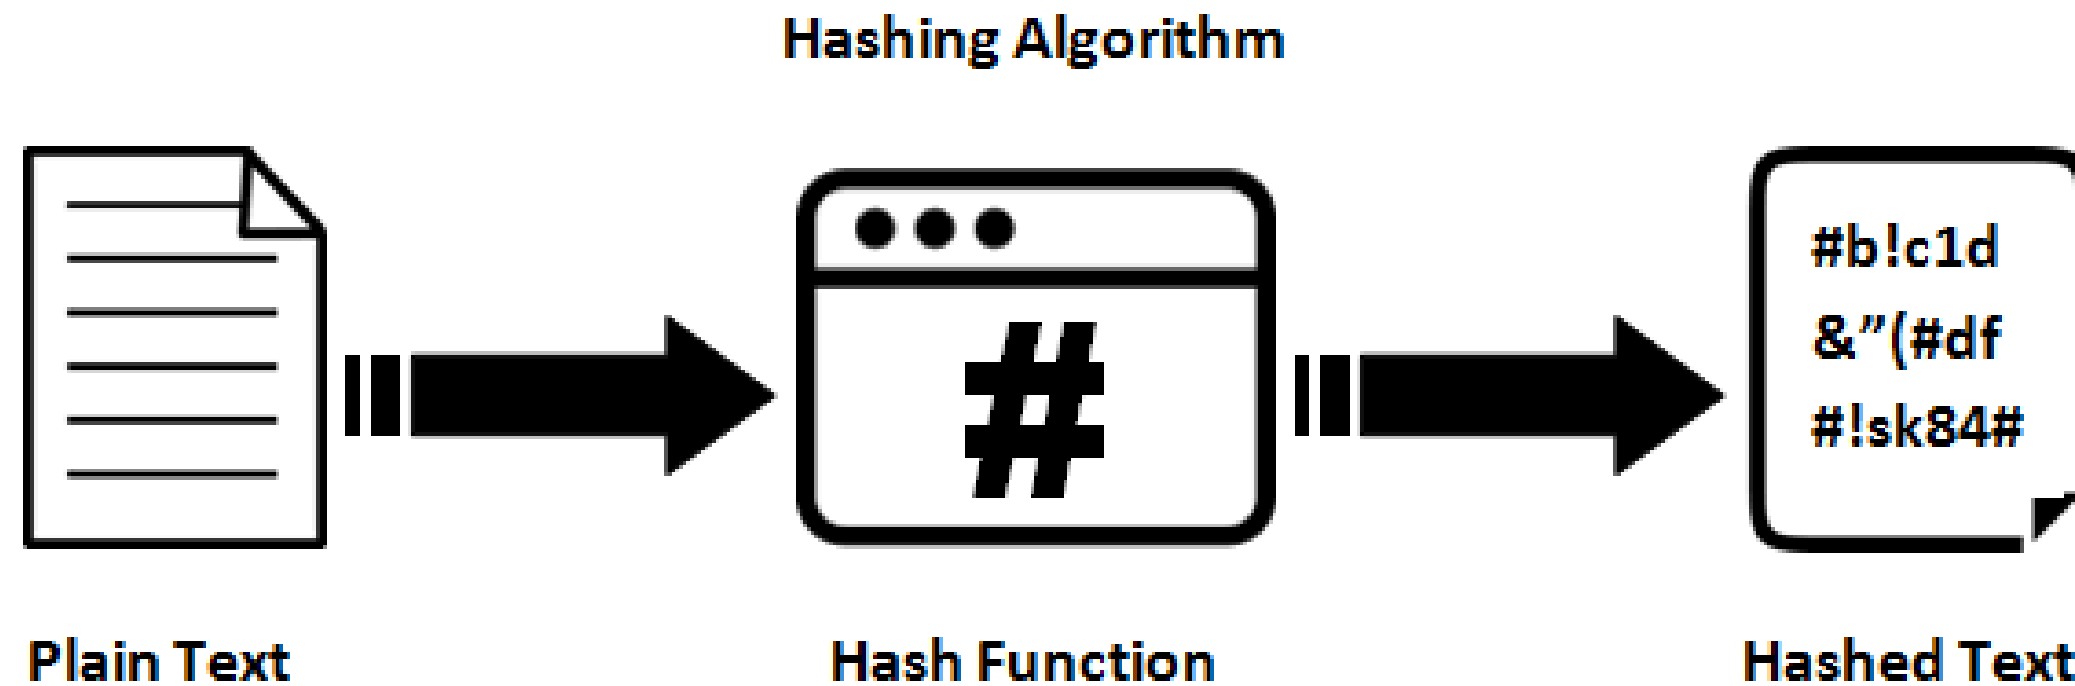 Hashing Algorithm
#
#b!c1d
&”(#df
#!sk84#
Plain Text
Hash Function
Hashed Text